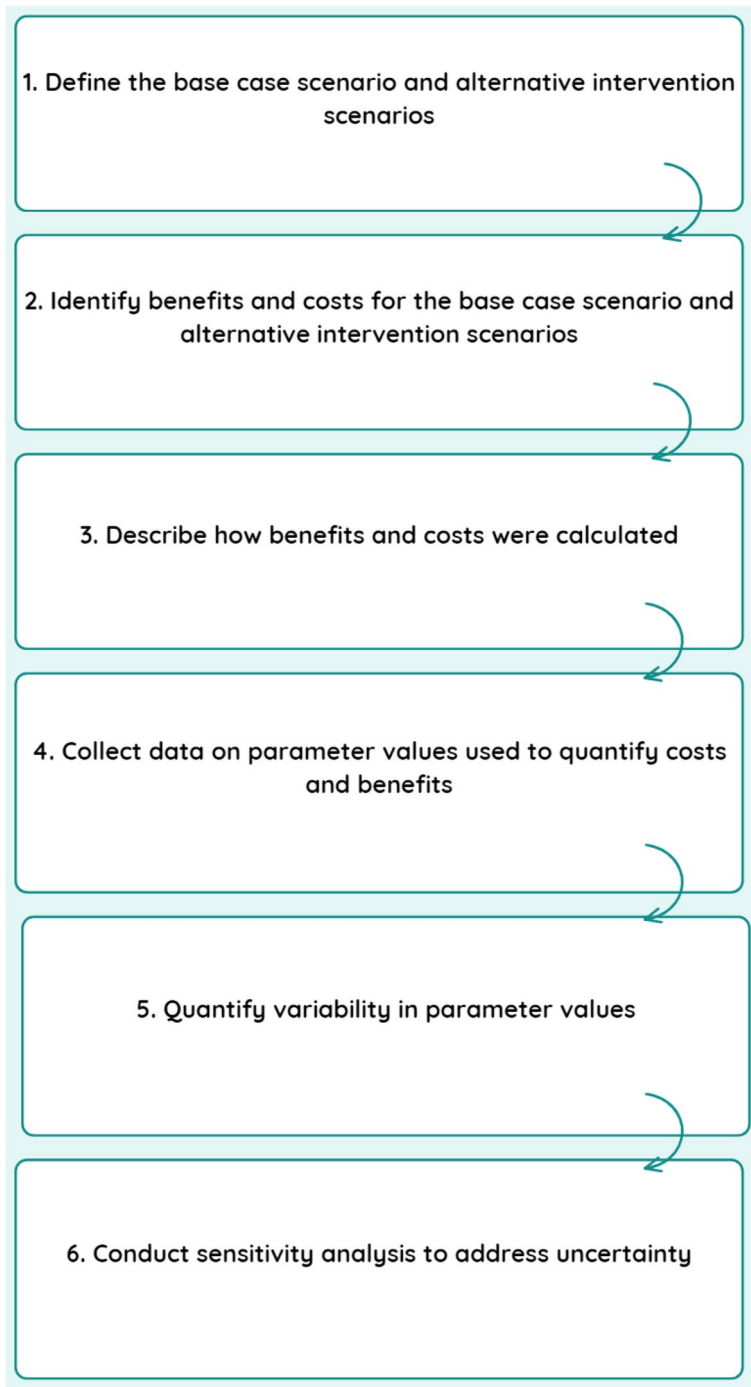 1. Define the base case scenario and alternative intervention
scenarios
2. Identify benefits and costs for the base case scenario and
alternative intervention scenarios
3. Describe how benefits and costs were calculated
4. Collect data on parameter values used to quantify costs
and benefits
5. Quantify variability in parameter values
6. Conduct sensitivity analysis to address uncertainty